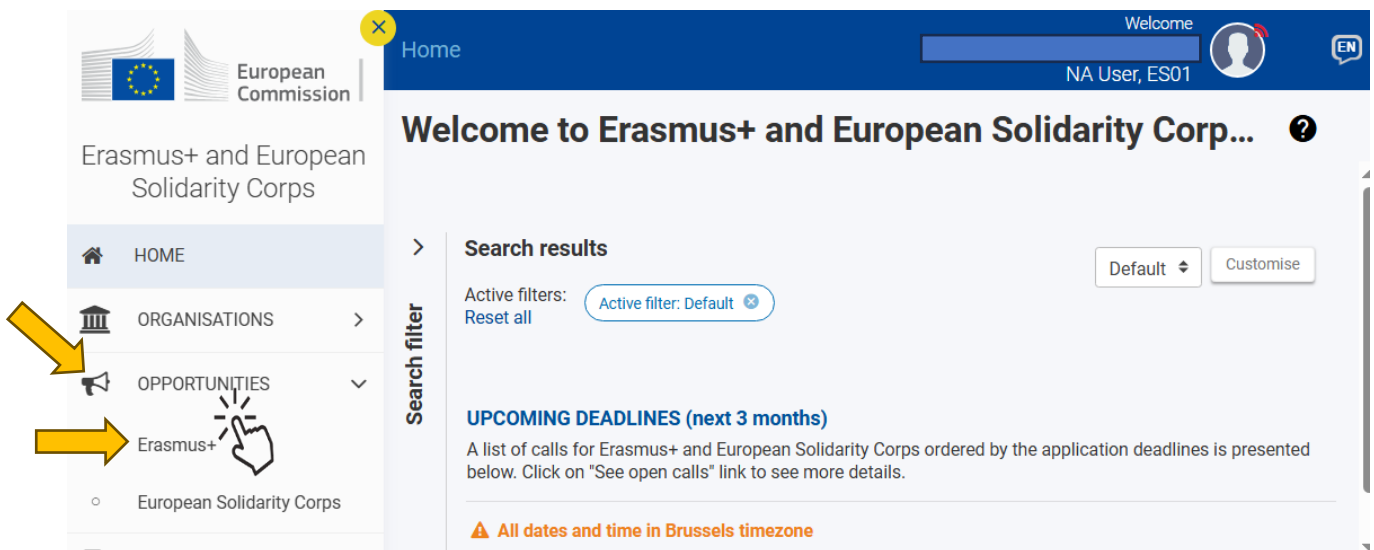 European
Commission
Erasmus+ and European
Solidarity Corps
HOME
ORGANISATIONS
OPPORTUNITIES
Erasmus+
European Solidarity Corps
Home
Welcome
NA User, ES01
EN
Welcome to Erasmus+ and European Solidarity Corp...
Search filter
Search results
Default
Customise
Active filters:
Reset all
Active filter: Default
UPCOMING DEADLINES (next 3 months)
A list of calls for Erasmus+ and European Solidarity Corps ordered by the application deadlines is presented
below. Click on "See open calls" link to see more details.
All dates and time in Brussels timezone